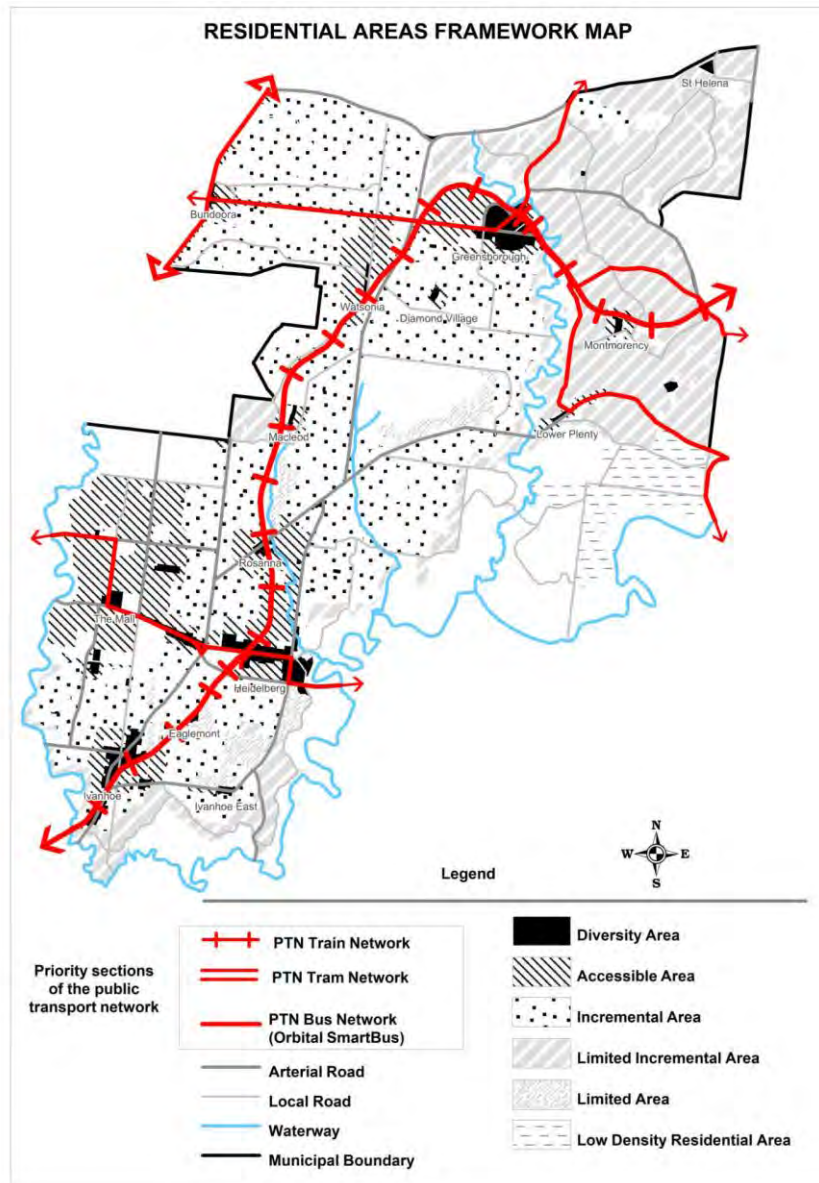 RESIDENTIAL AREAS FRAMEWORK MAP
St Helena
Bundoora
Greensborough
Watsonia
Diamond Village
Montmorency
Macleod
Lower Plenty
Rosanna
The Mall
Heidelberg
Eaglemont
Ivanhoe
Ivanhoe East
N
W
E
S
Legend
Priority sections
of the public
transport network
PTN Train Network
PTN Tram Network
PTN Bus Network
(Orbital SmartBus)
Arterial Road
Local Road
Waterway
Municipal Boundary
Diversity Area
Accessible Area
Incremental Area
Limited Incremental Area
Limited Area
Low Density Residential Area